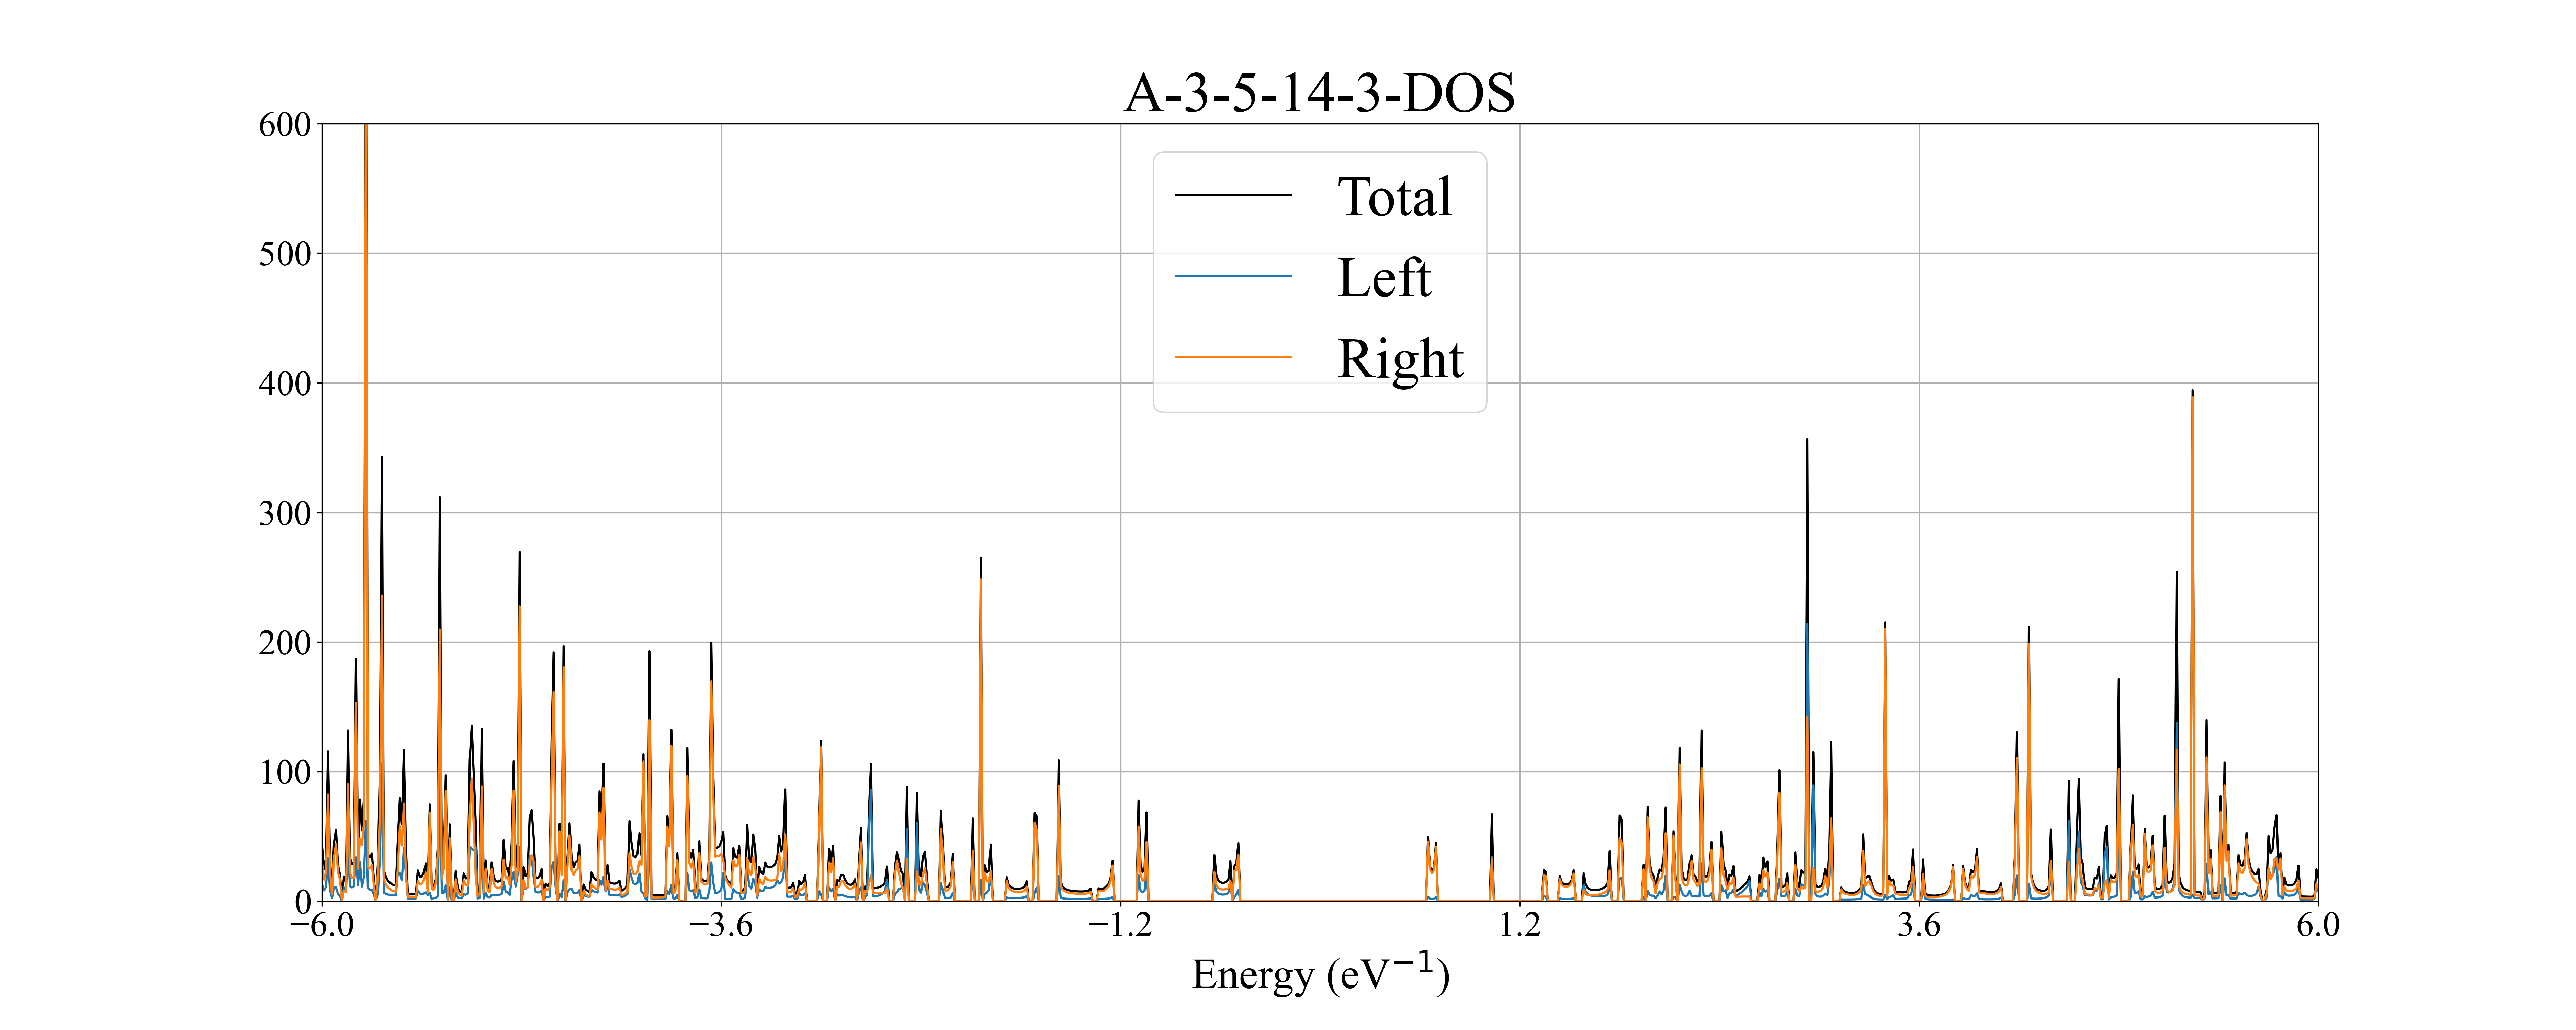 A-3-5-14-3-DOS
600
500
400
300
200
100
0
Total
Left
Right
−6.0 −3.6 −1.2 1.2 3.6 6.0
Energy (eV⁻¹)